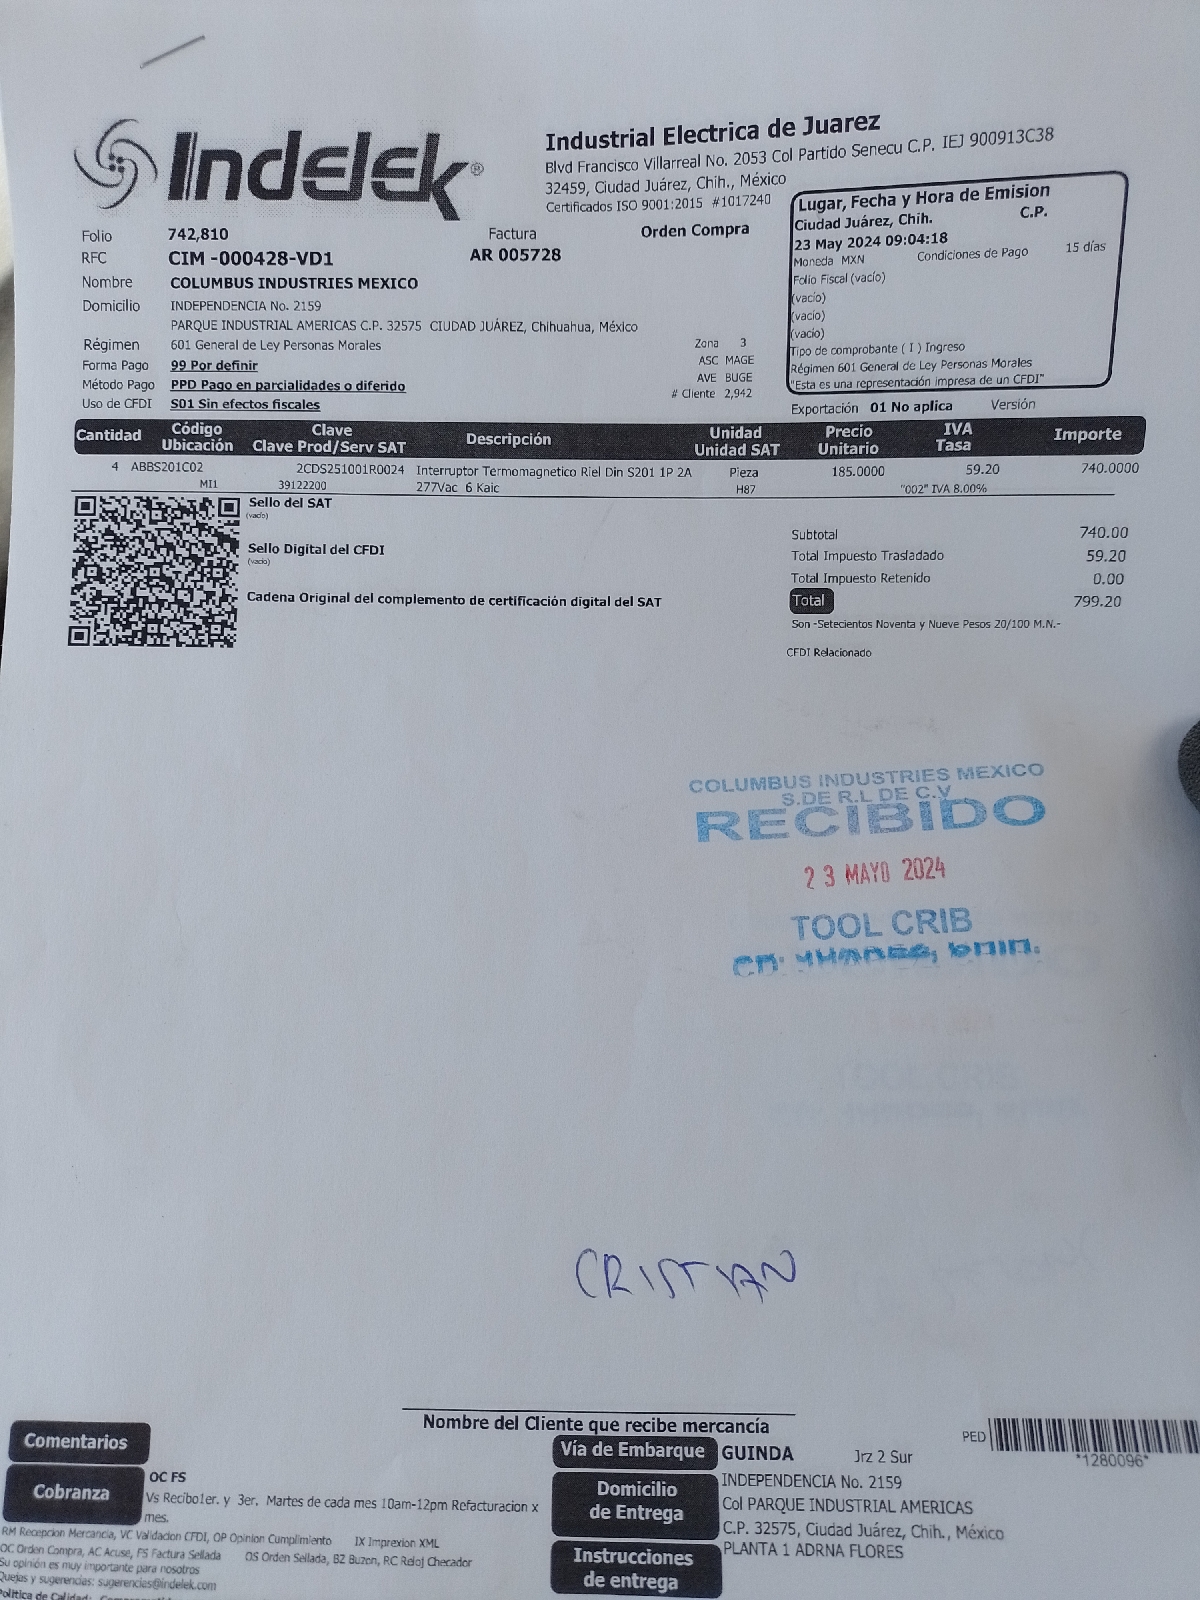 Indelek®
Industrial Electrica de Juarez
Blvd Francisco Villarreal No. 2053 Col Partido Senecu C.P. IEJ 900913C38
32459, Ciudad Juárez, Chih., México
Certificados ISO 9001:2015 #1017240
Lugar, Fecha y Hora de Emision
Ciudad Juárez, Chih. C.P.
23 May 2024 09:04:18
Moneda MXN Condiciones de Pago 15 días
Folio Fiscal (vacío)
(vacío)
(vacío)
(vacío)
Tipo de comprobante ( I ) Ingreso
Régimen 601 General de Ley Personas Morales
"Esta es una representación impresa de un CFDI"
Folio 742,810 Factura Orden Compra
RFC CIM -000428-VD1 AR 005728
Nombre COLUMBUS INDUSTRIES MEXICO
Domicilio INDEPENDENCIA No. 2159
PARQUE INDUSTRIAL AMERICAS C.P. 32575 CIUDAD JUÁREZ, Chihuahua, México
Régimen 601 General de Ley Personas Morales Zona 3
Forma Pago 99 Por definir ASC MAGE
Método Pago PPD Pago en parcialidades o diferido AVE BUGE
Uso de CFDI S01 Sin efectos fiscales # Cliente 2,942
Exportación 01 No aplica Versión
Cantidad Código Ubicación Clave Clave Prod/Serv SAT Descripción Unidad Unidad SAT Precio Unitario IVA Tasa Importe
4 ABBS201C02 2CDS251001R0024 Interruptor Termomagnetico Riel Din S201 1P 2A Pieza 185.0000 59.20 740.0000
MI1 39122200 277Vac 6 Kaic H87 "002" IVA 8.00%
Sello del SAT
(vacío)
Sello Digital del CFDI
(vacío)
Cadena Original del complemento de certificación digital del SAT
Subtotal 740.00
Total Impuesto Trasladado 59.20
Total Impuesto Retenido 0.00
Total 799.20
Son -Setecientos Noventa y Nueve Pesos 20/100 M.N.-
CFDI Relacionado
COLUMBUS INDUSTRIES MEXICO
S.DE R.L DE C.V
RECIBIDO
23 MAYO 2024
TOOL CRIB
CRISTIAN
Nombre del Cliente que recibe mercancía
Comentarios
Cobranza
OC FS
Vs Recibo1er. y 3er. Martes de cada mes 10am-12pm Refacturacion x
mes.
RM Recepcion Mercancia, VC Validacion CFDI, OP Opinion Cumplimiento IX Imprexion XML
OC Orden Compra, AC Acuse, FS Factura Sellada OS Orden Sellada, BZ Buzon, RC Reloj Checador
Su opinión es muy importante para nosotros
Quejas y sugerencias: sugerencias@indelek.com
Política de Calidad:
Vía de Embarque GUINDA Jrz 2 Sur
PED *1280096*
Domicilio de Entrega
INDEPENDENCIA No. 2159
Col PARQUE INDUSTRIAL AMERICAS
C.P. 32575, Ciudad Juárez, Chih., México
Instrucciones de entrega
PLANTA 1 ADRNA FLORES